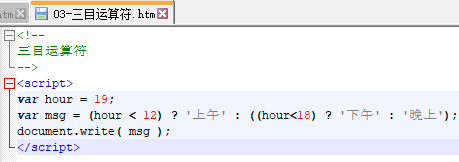 htm
03-三目运算符.htm
<!--
三目运算符
-->
<script>
var hour = 19;
var msg = (hour < 12) ? '上午' : ((hour<18) ? '下午' : '晚上');
document.write( msg );
</script>